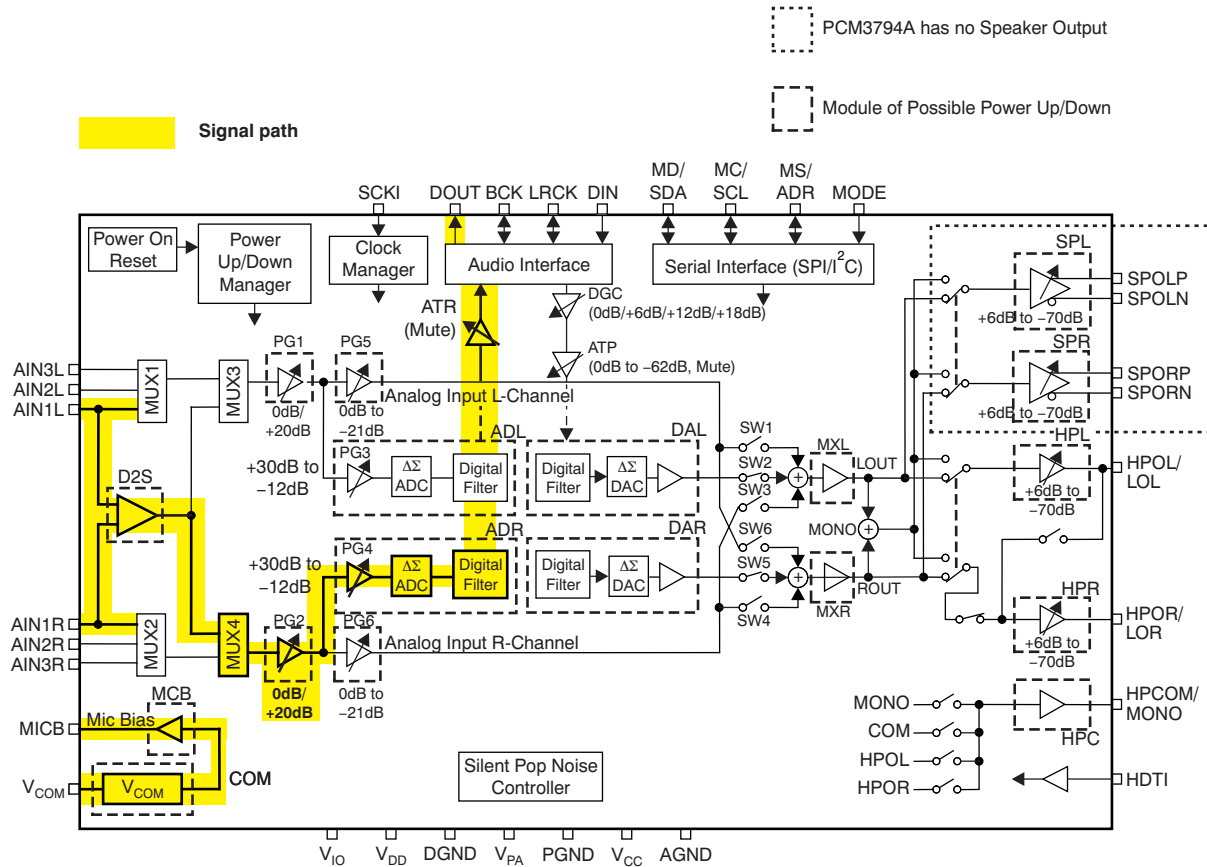 PCM3794A has no Speaker Output
Module of Possible Power Up/Down
Signal path
SCKI
DOUT
BCK
LRCK
DIN
MD/
SDA
MC/
SCL
MS/
ADR
MODE
Power On
Reset
Power
Up/Down
Manager
Clock
Manager
Audio Interface
Serial Interface (SPI/I²C)
ATR
(Mute)
DGC
(0dB/+6dB/+12dB/+18dB)
ATP
(0dB to −62dB, Mute)
SPL
SPOLP
SPOLN
+6dB to −70dB
SPR
SPORP
SPORN
+6dB to −70dB
AIN3L
AIN2L
AIN1L
MUX1
MUX3
PG1
0dB/
+20dB
PG5
0dB to
−21dB
Analog Input L-Channel
ADL
+30dB to
−12dB
PG3
ΔΣ
ADC
Digital
Filter
DAL
Digital
Filter
ΔΣ
DAC
SW1
SW2
SW3
SW6
SW5
SW4
MXL
LOUT
MONO
ROUT
MXR
HPL
+6dB to
−70dB
HPOL/
LOL
D2S
ADR
+30dB to
−12dB
PG4
ΔΣ
ADC
Digital
Filter
DAR
Digital
Filter
ΔΣ
DAC
AIN1R
AIN2R
AIN3R
MUX2
MUX4
PG2
0dB/
+20dB
PG6
0dB to
−21dB
Analog Input R-Channel
HPR
+6dB to
−70dB
HPOR/
LOR
MCB
MICB
Mic Bias
COM
VCOM
VCOM
Silent Pop Noise
Controller
MONO
COM
HPOL
HPOR
HPC
HPCOM/
MONO
HDTI
VIO
VDD
DGND
VPA
PGND
VCC
AGND